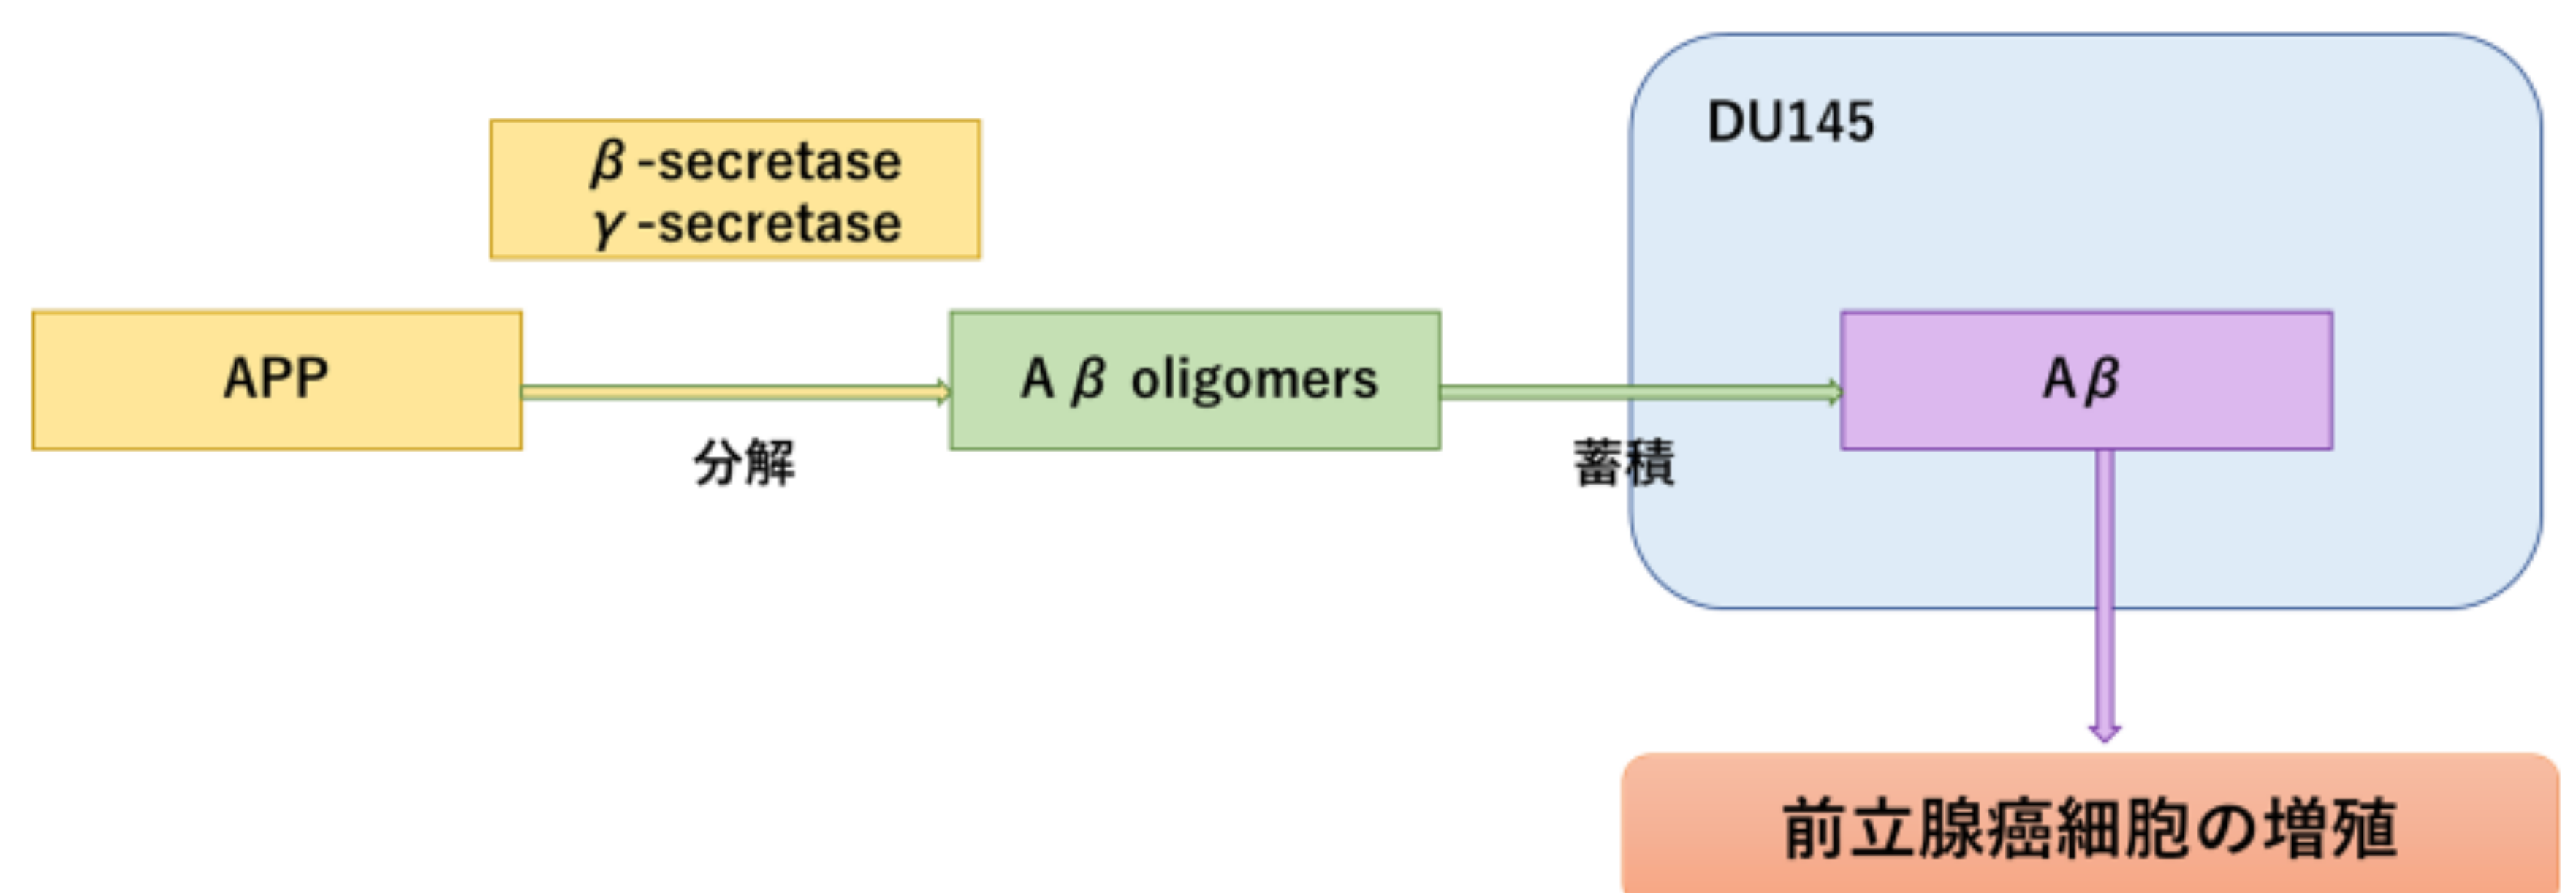 DU145
β-secretase
γ-secretase
APP
Aβ oligomers
Aβ
分解
蓄積
前立腺癌細胞の増殖